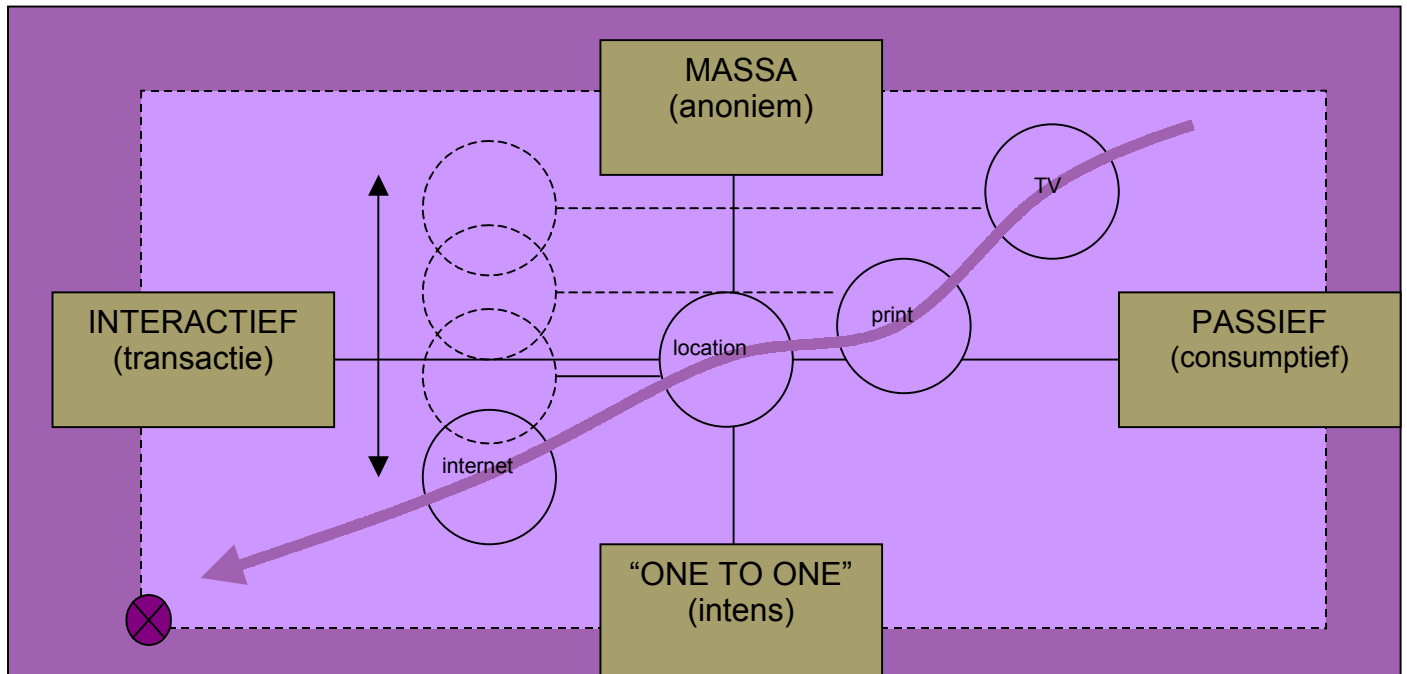 MASSA
(anoniem)
TV
INTERACTIEF
(transactie)
location
print
PASSIEF
(consumptief)
internet
“ONE TO ONE”
(intens)